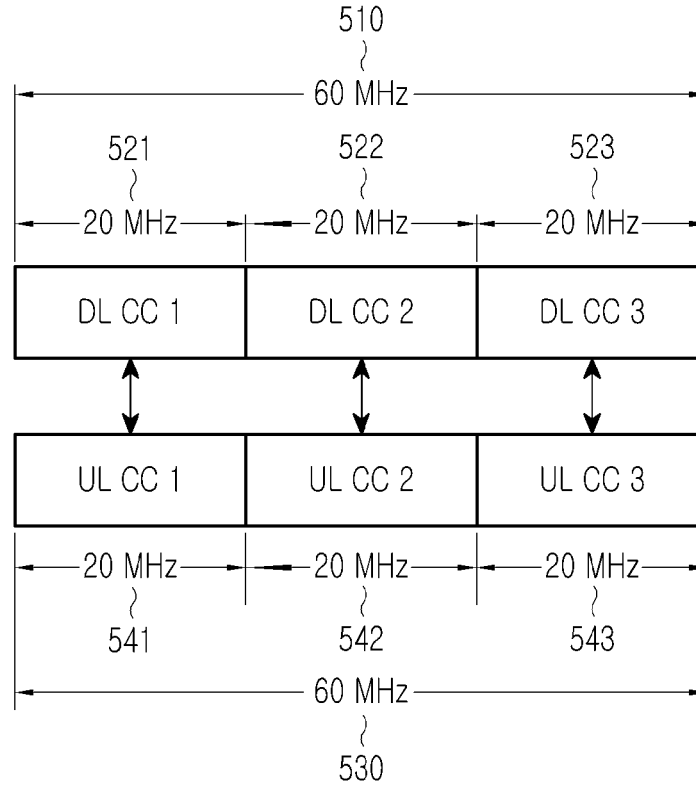 510
60 MHz
521 522 523
20 MHz 20 MHz 20 MHz
DL CC 1 DL CC 2 DL CC 3
UL CC 1 UL CC 2 UL CC 3
20 MHz 20 MHz 20 MHz
541 542 543
60 MHz
530